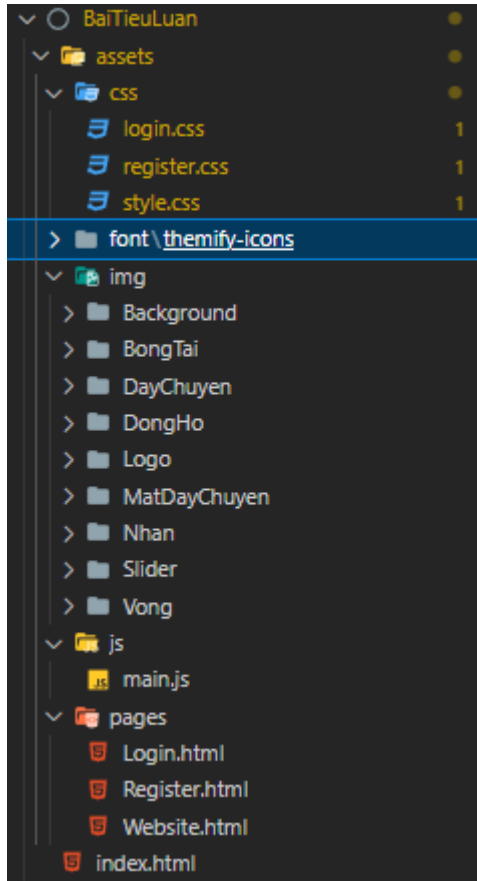 BaiTieuLuan
assets
css
login.css 1
register.css 1
style.css 1
font\themify-icons
img
Background
BongTai
DayChuyen
DongHo
Logo
MatDayChuyen
Nhan
Slider
Vong
js
JS main.js
pages
Login.html
Register.html
Website.html
index.html